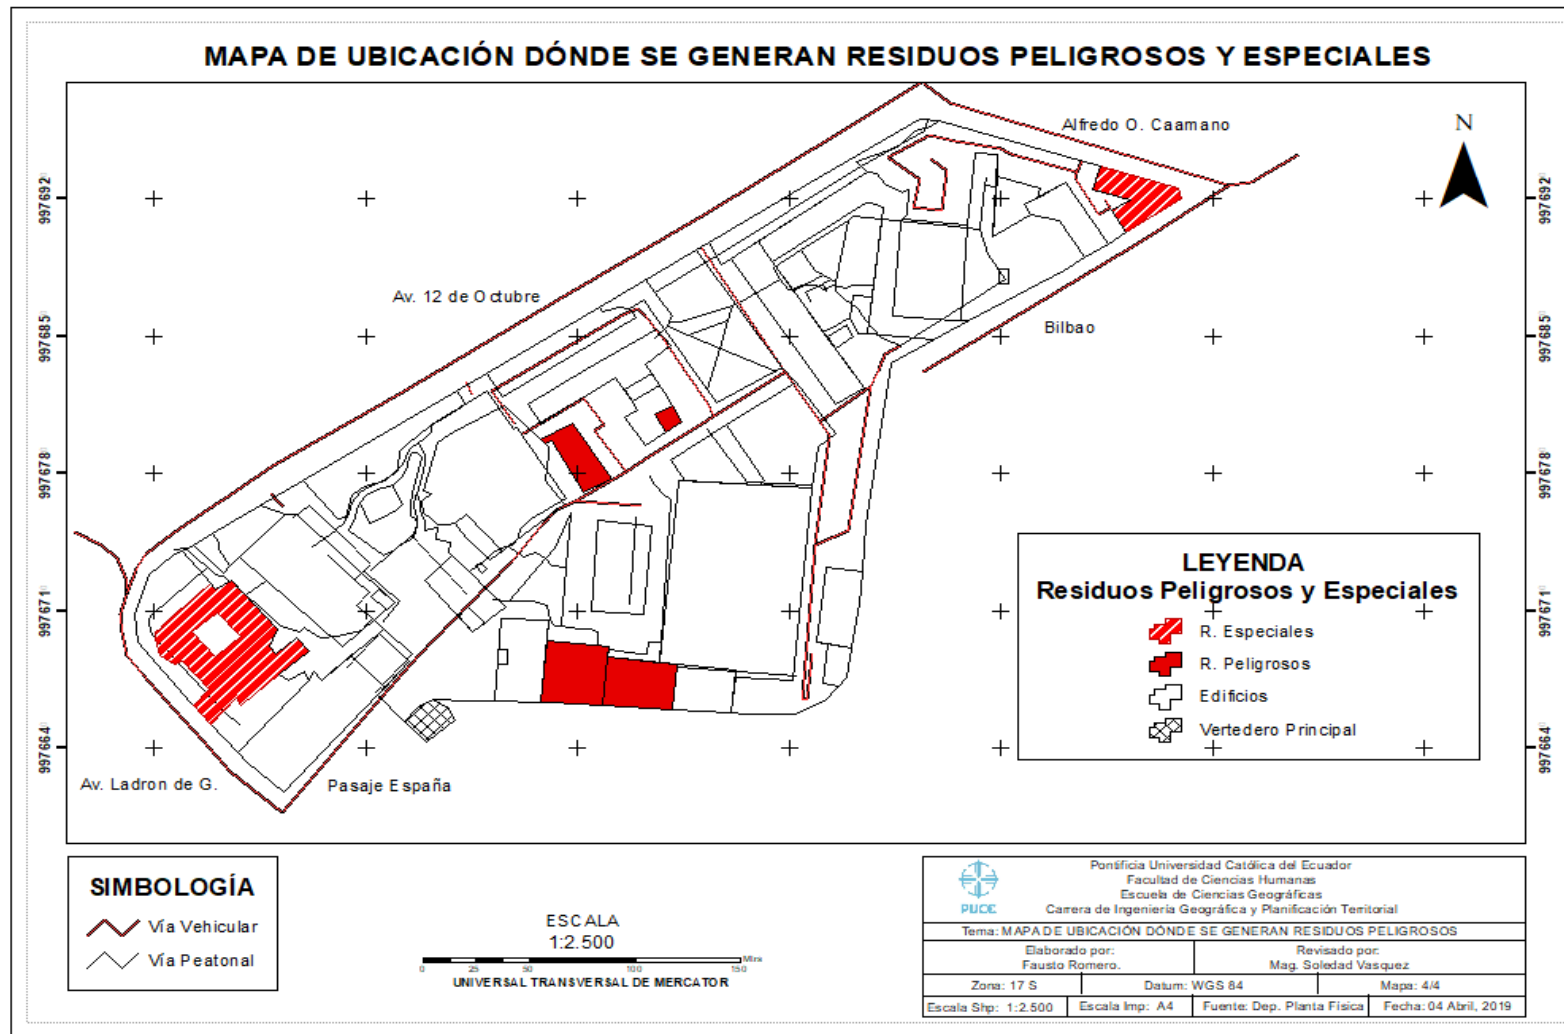 MAPA DE UBICACIÓN DÓNDE SE GENERAN RESIDUOS PELIGROSOS Y ESPECIALES
Alfredo O. Caamano
N
997692
997692
Av. 12 de Octubre
Bilbao
997685
997685
997678
997678
LEYENDA
Residuos Peligrosos y Especiales
R. Especiales
R. Peligrosos
Edificios
Vertedero Principal
997671
997671
997664
997664
Av. Ladron de G.
Pasaje España
SIMBOLOGÍA
Vía Vehicular
Vía Peatonal
ESCALA
1:2.500
0 25 50 100 150 Mtrs
UNIVERSAL TRANSVERSAL DE MERCATOR
PUCE
Pontificia Universidad Católica del Ecuador
Facultad de Ciencias Humanas
Escuela de Ciencias Geográficas
Carrera de Ingeniería Geográfica y Planificación Territorial
Tema: MAPA DE UBICACIÓN DÓNDE SE GENERAN RESIDUOS PELIGROSOS
Elaborado por:
Fausto Romero.
Revisado por:
Mag. Soledad Vasquez
Zona: 17 S
Datum: WGS 84
Mapa: 4/4
Escala Shp: 1:2.500
Escala Imp: A4
Fuente: Dep. Planta Física
Fecha: 04 Abril, 2019